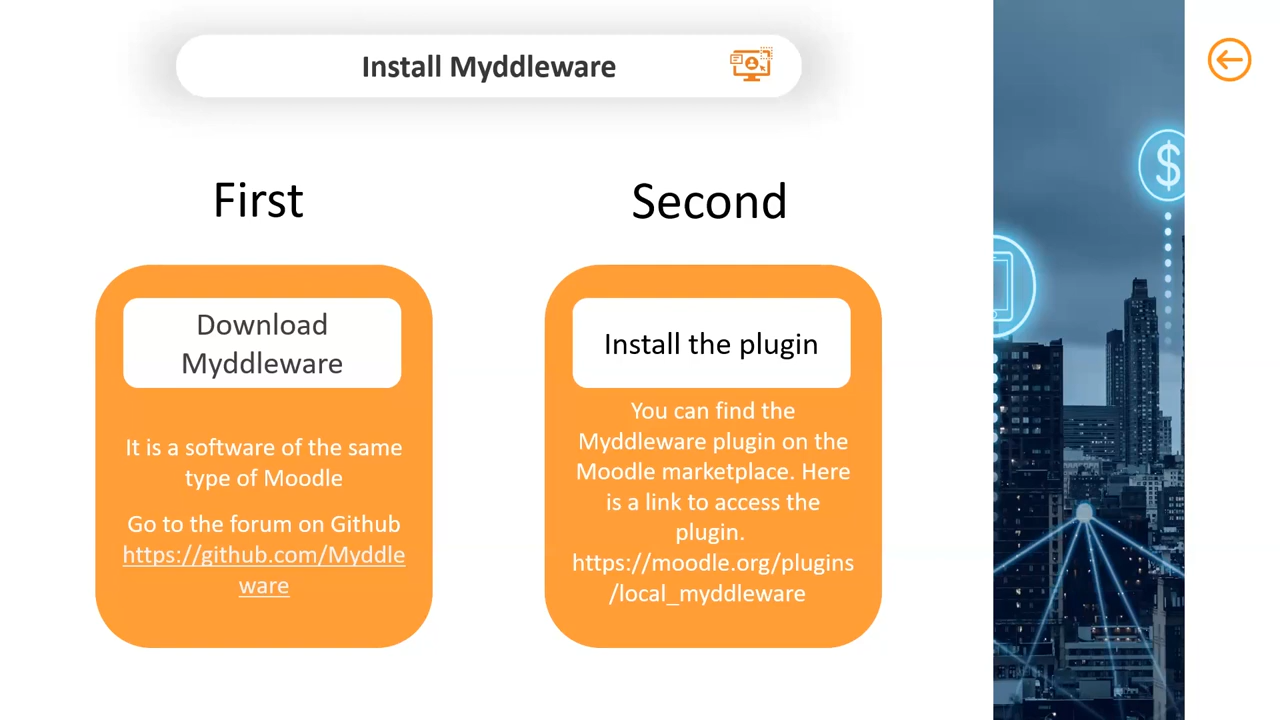 Install Myddleware
First
Download
Myddleware
It is a software of the same
type of Moodle
Go to the forum on Github
https://github.com/Myddle
ware
Second
Install the plugin
You can find the
Myddleware plugin on the
Moodle marketplace. Here
is a link to access the
plugin.
https://moodle.org/plugins
/local_myddleware
$